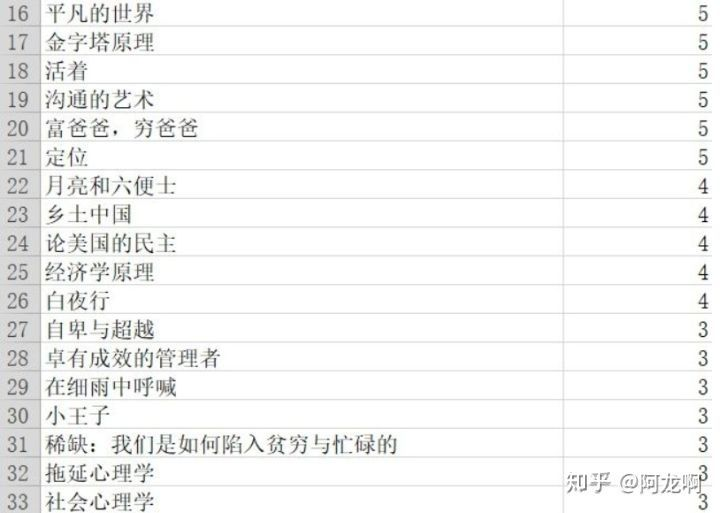 16 平凡的世界 5
17 金字塔原理 5
18 活着 5
19 沟通的艺术 5
20 富爸爸，穷爸爸 5
21 定位 5
22 月亮和六便士 4
23 乡土中国 4
24 论美国的民主 4
25 经济学原理 4
26 白夜行 4
27 自卑与超越 3
28 卓有成效的管理者 3
29 在细雨中呼喊 3
30 小王子 3
31 稀缺：我们是如何陷入贫穷与忙碌的 3
32 拖延心理学 3
知乎 @阿龙啊
33 社会心理学 3